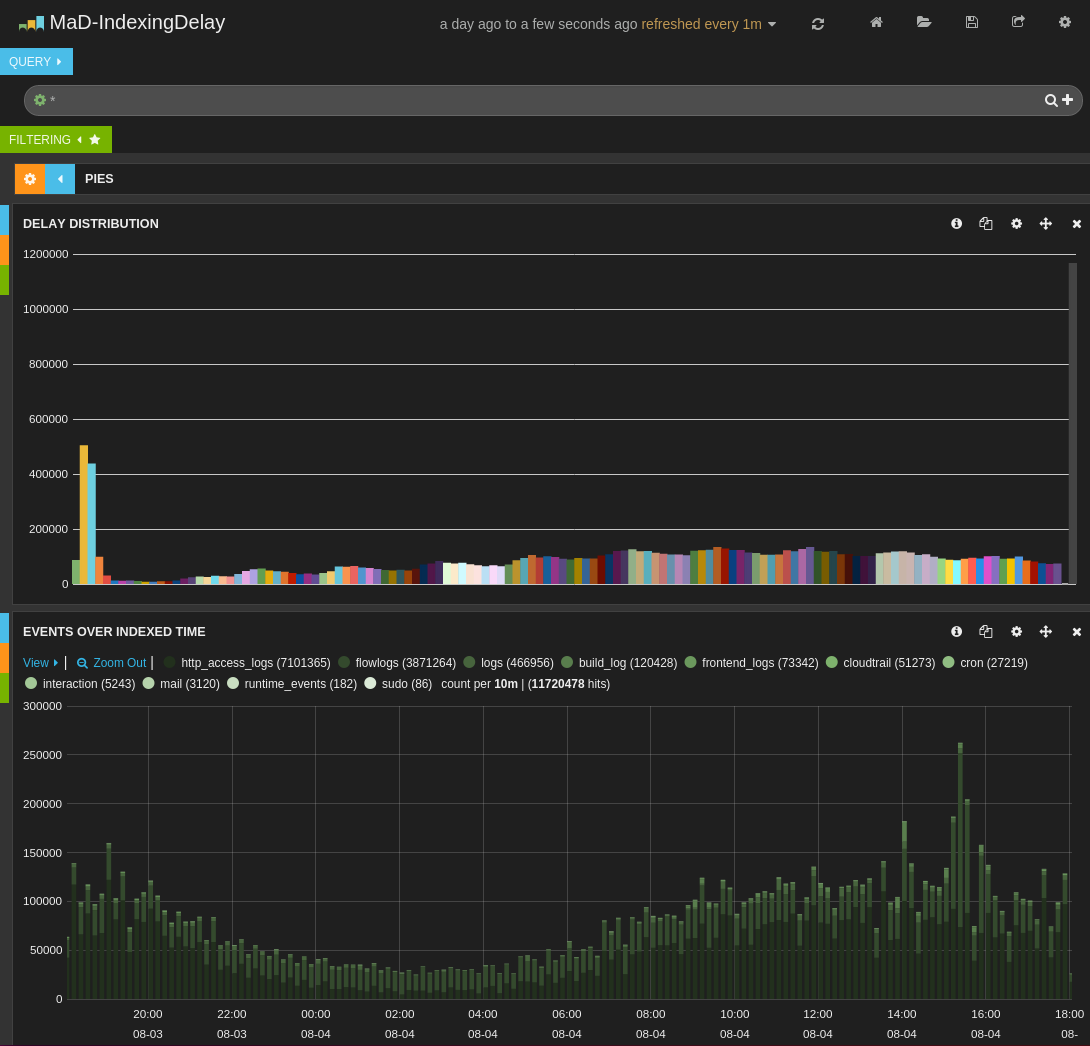 MaD-IndexingDelay
a day ago to a few seconds ago refreshed every 1m
QUERY
*
FILTERING
PIES
DELAY DISTRIBUTION
1200000
1000000
800000
600000
400000
200000
0
EVENTS OVER INDEXED TIME
View | Zoom Out | http_access_logs (7101365) flowlogs (3871264) logs (466956) build_log (120428) frontend_logs (73342) cloudtrail (51273) cron (27219)
interaction (5243) mail (3120) runtime_events (182) sudo (86) count per 10m | (11720478 hits)
300000
250000
200000
150000
100000
50000
0
20:00 22:00 00:00 02:00 04:00 06:00 08:00 10:00 12:00 14:00 16:00 18:00
08-03 08-03 08-04 08-04 08-04 08-04 08-04 08-04 08-04 08-04 08-04 08-